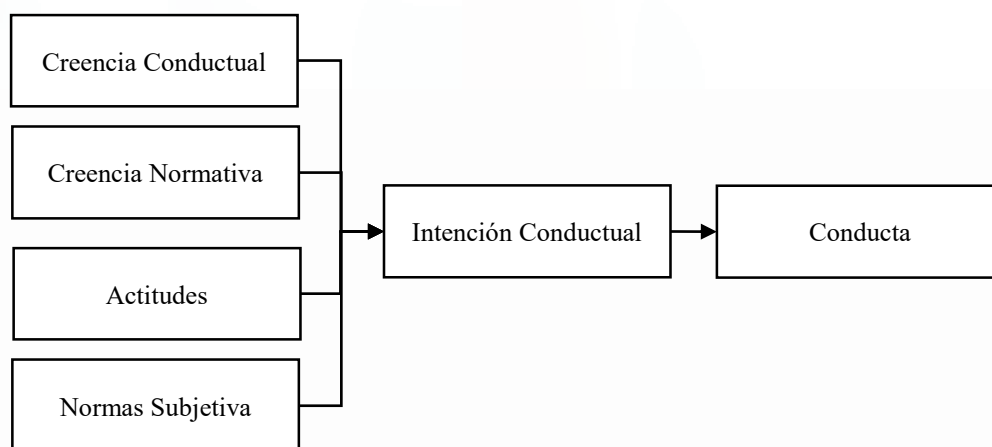 Creencia Conductual
Creencia Normativa
Actitudes
Normas Subjetiva
Intención Conductual
Conducta